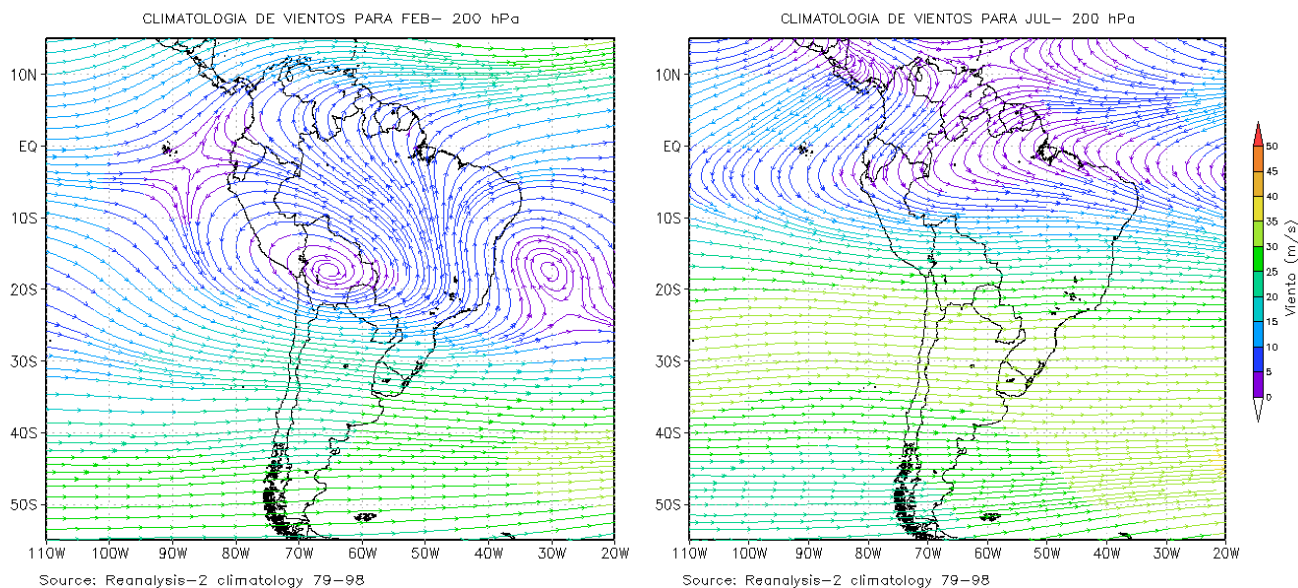 CLIMATOLOGIA DE VIENTOS PARA FEB- 200 hPa
10N
EQ
10S
20S
30S
40S
50S
110W 100W 90W 80W 70W 60W 50W 40W 30W 20W
Source: Reanalysis-2 climatology 79-98
CLIMATOLOGIA DE VIENTOS PARA JUL- 200 hPa
10N
EQ
10S
20S
30S
40S
50S
110W 100W 90W 80W 70W 60W 50W 40W 30W 20W
Source: Reanalysis-2 climatology 79-98
50
45
40
35
30
25
20
15
10
5
0
Viento (m/s)